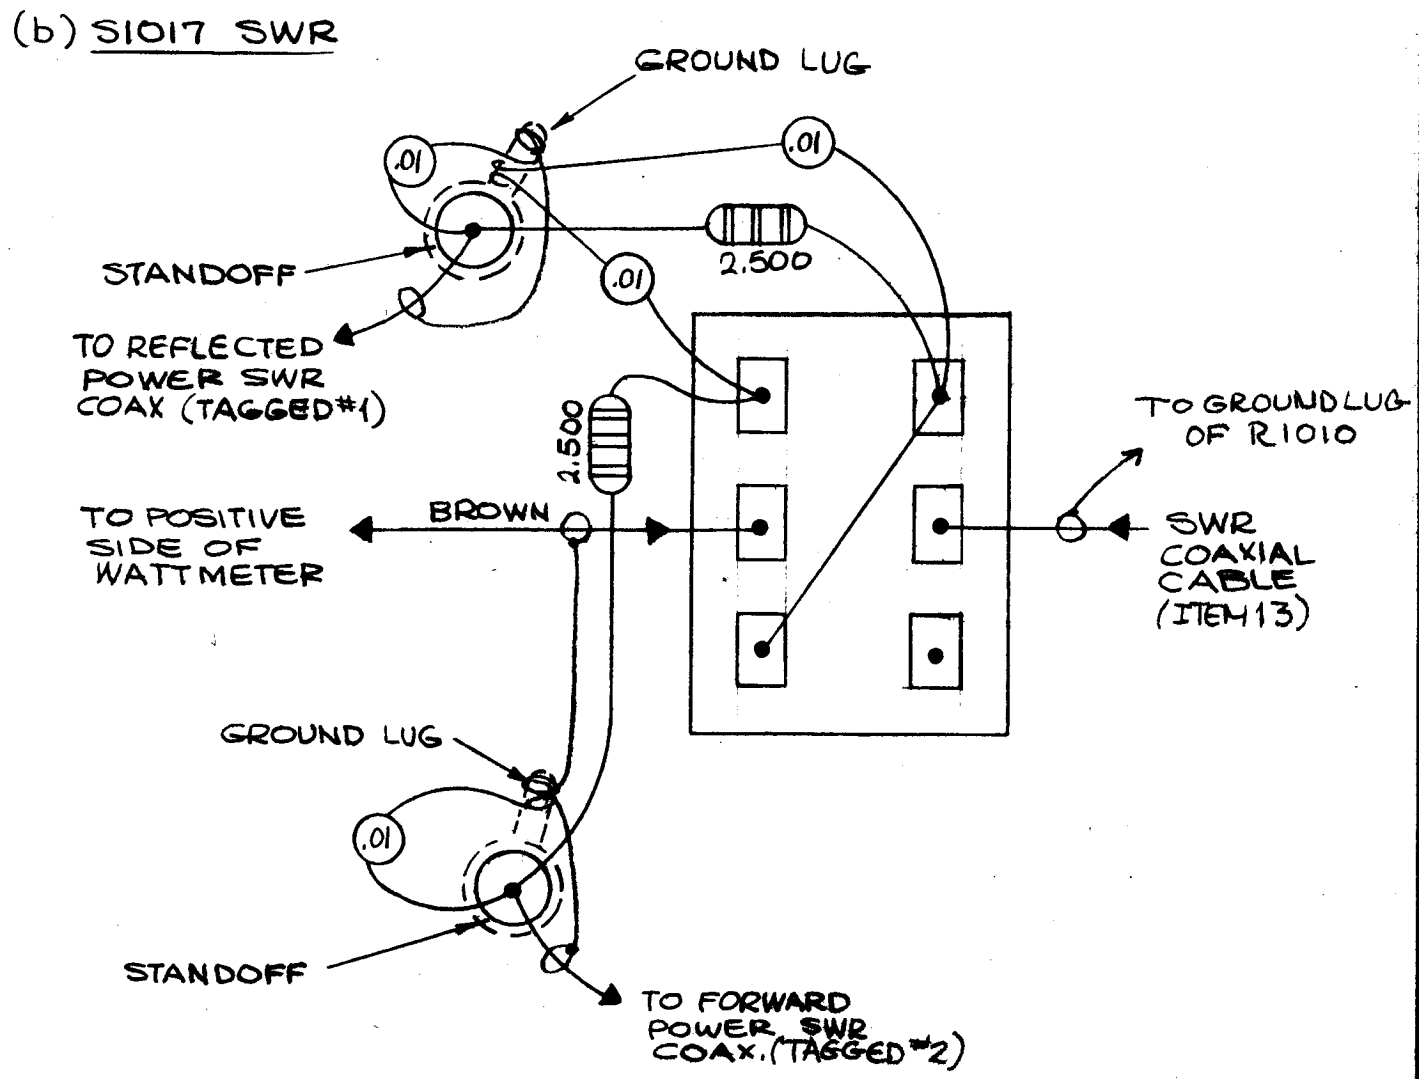 (b) S1017 SWR
GROUND LUG
.01
.01
2.500
STANDOFF
.01
TO REFLECTED
POWER SWR
COAX (TAGGED #1)
2.500
TO GROUND LUG
OF R1010
BROWN
TO POSITIVE
SIDE OF
WATTMETER
SWR
COAXIAL
CABLE
(ITEM 13)
GROUND LUG
.01
STANDOFF
TO FORWARD
POWER SWR
COAX. (TAGGED #2)